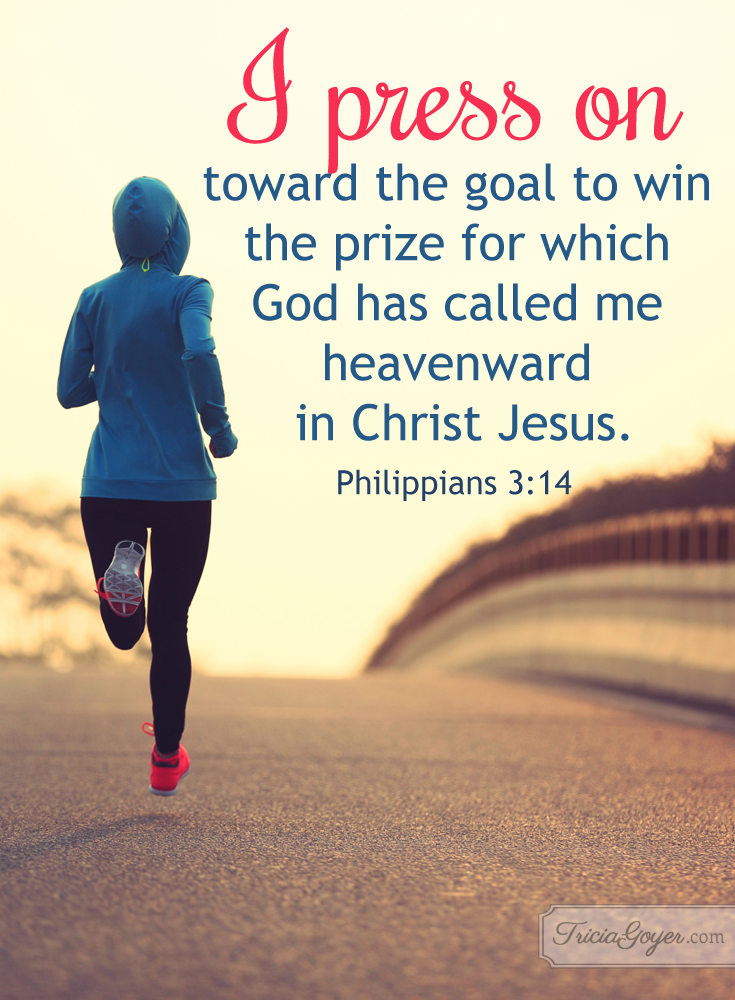 I press on
toward the goal to win
the prize for which
God has called me
heavenward
in Christ Jesus.
Philippians 3:14
TriciaGoyer.com